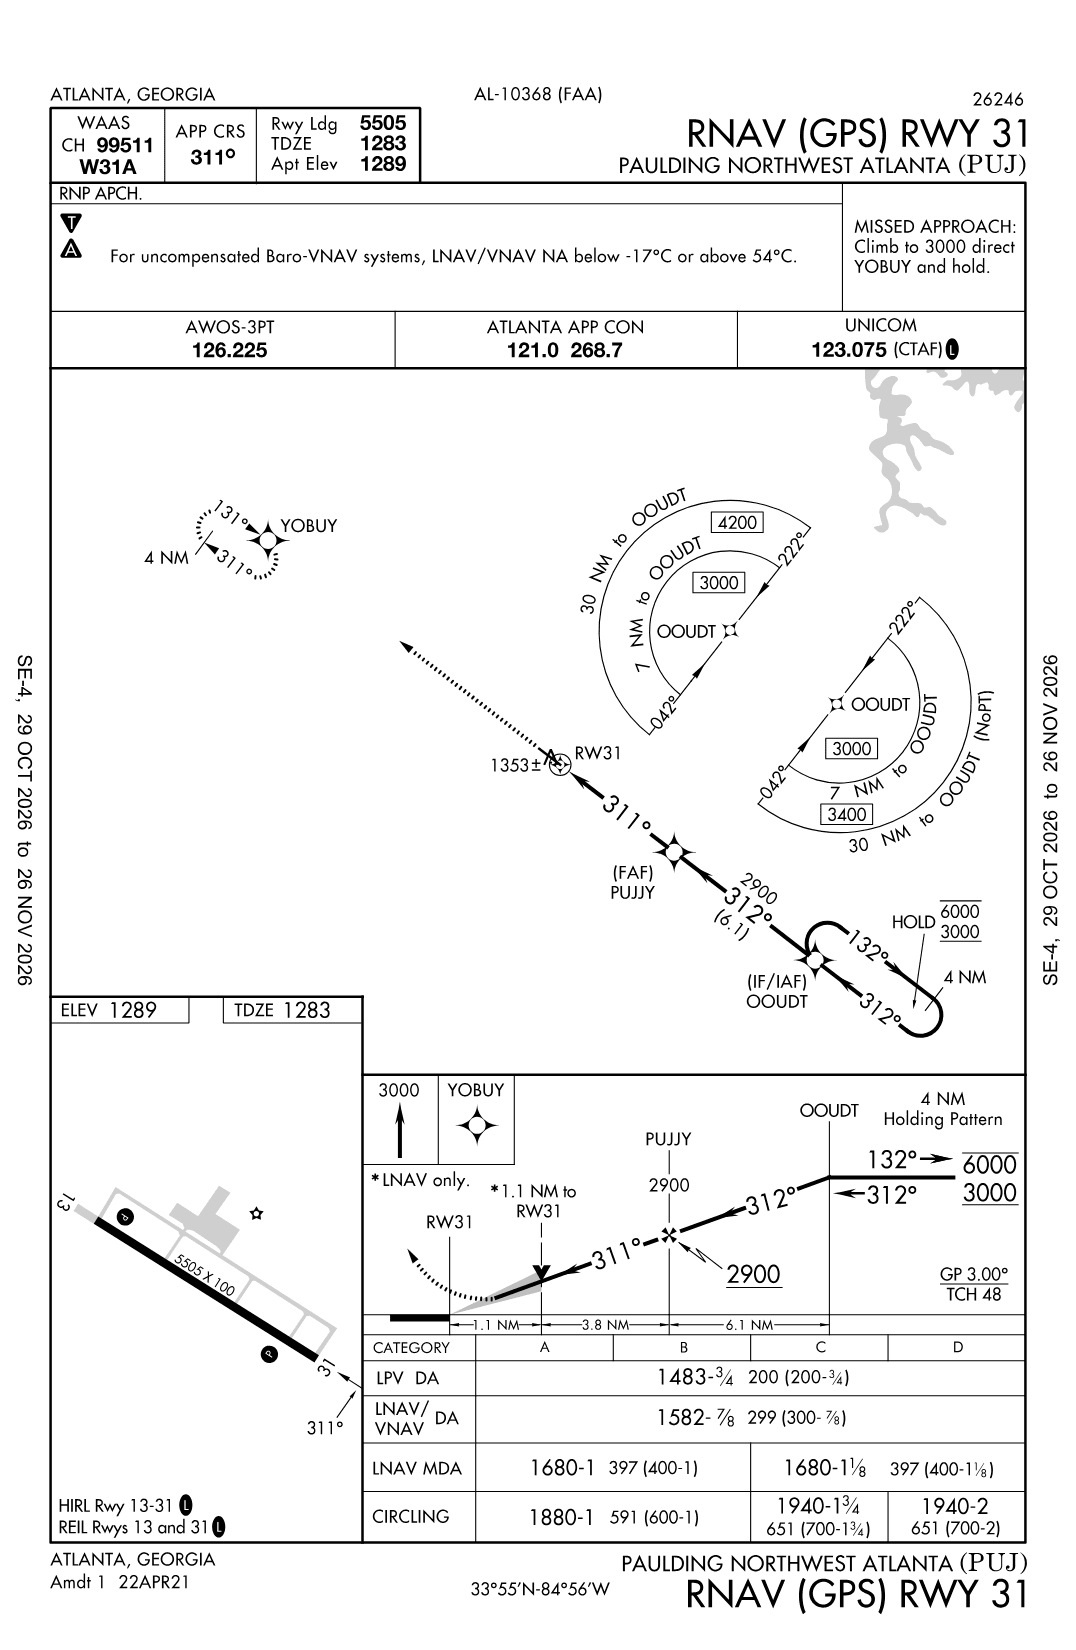 ATLANTA, GEORGIA
AL-10368 (FAA)
26246
WAAS
CH 99511
W31A
APP CRS
311°
Rwy Ldg 5505
TDZE 1283
Apt Elev 1289
RNAV (GPS) RWY 31
PAULDING NORTHWEST ATLANTA (PUJ)
RNP APCH.
T
A
For uncompensated Baro-VNAV systems, LNAV/VNAV NA below -17°C or above 54°C.
MISSED APPROACH:
Climb to 3000 direct
YOBUY and hold.
AWOS-3PT
126.225
ATLANTA APP CON
121.0 268.7
UNICOM
123.075 (CTAF) L
131°
YOBUY
4 NM
311°
30 NM to OOUDT
4200
222°
7 NM to OOUDT
3000
OOUDT
042°
222°
OOUDT
3000
7 NM to OOUDT
042°
3400
30 NM to OOUDT (NoPT)
1353±
RW31
311°
(FAF)
PUJJY
2900
312°
(6.1)
HOLD 6000
3000
132°
4 NM
(IF/IAF)
OOUDT
312°
SE-4, 29 OCT 2026 to 26 NOV 2026
SE-4, 29 OCT 2026 to 26 NOV 2026
ELEV 1289
TDZE 1283
13
P
5505 X 100
P
31
311°
HIRL Rwy 13-31 L
REIL Rwys 13 and 31 L
3000
YOBUY
OOUDT
4 NM
Holding Pattern
PUJJY
132°
6000
3000
*LNAV only.
*1.1 NM to
RW31
2900
312°
312°
RW31
311°
2900
GP 3.00°
TCH 48
1.1 NM
3.8 NM
6.1 NM
CATEGORY A B C D
LPV DA 1483-¾ 200 (200-¾)
LNAV/
VNAV DA 1582-⅞ 299 (300-⅞)
LNAV MDA 1680-1 397 (400-1) 1680-1⅛ 397 (400-1⅛)
CIRCLING 1880-1 591 (600-1) 1940-1¾ 651 (700-1¾) 1940-2 651 (700-2)
ATLANTA, GEORGIA
Amdt 1 22APR21
33°55'N-84°56'W
PAULDING NORTHWEST ATLANTA (PUJ)
RNAV (GPS) RWY 31